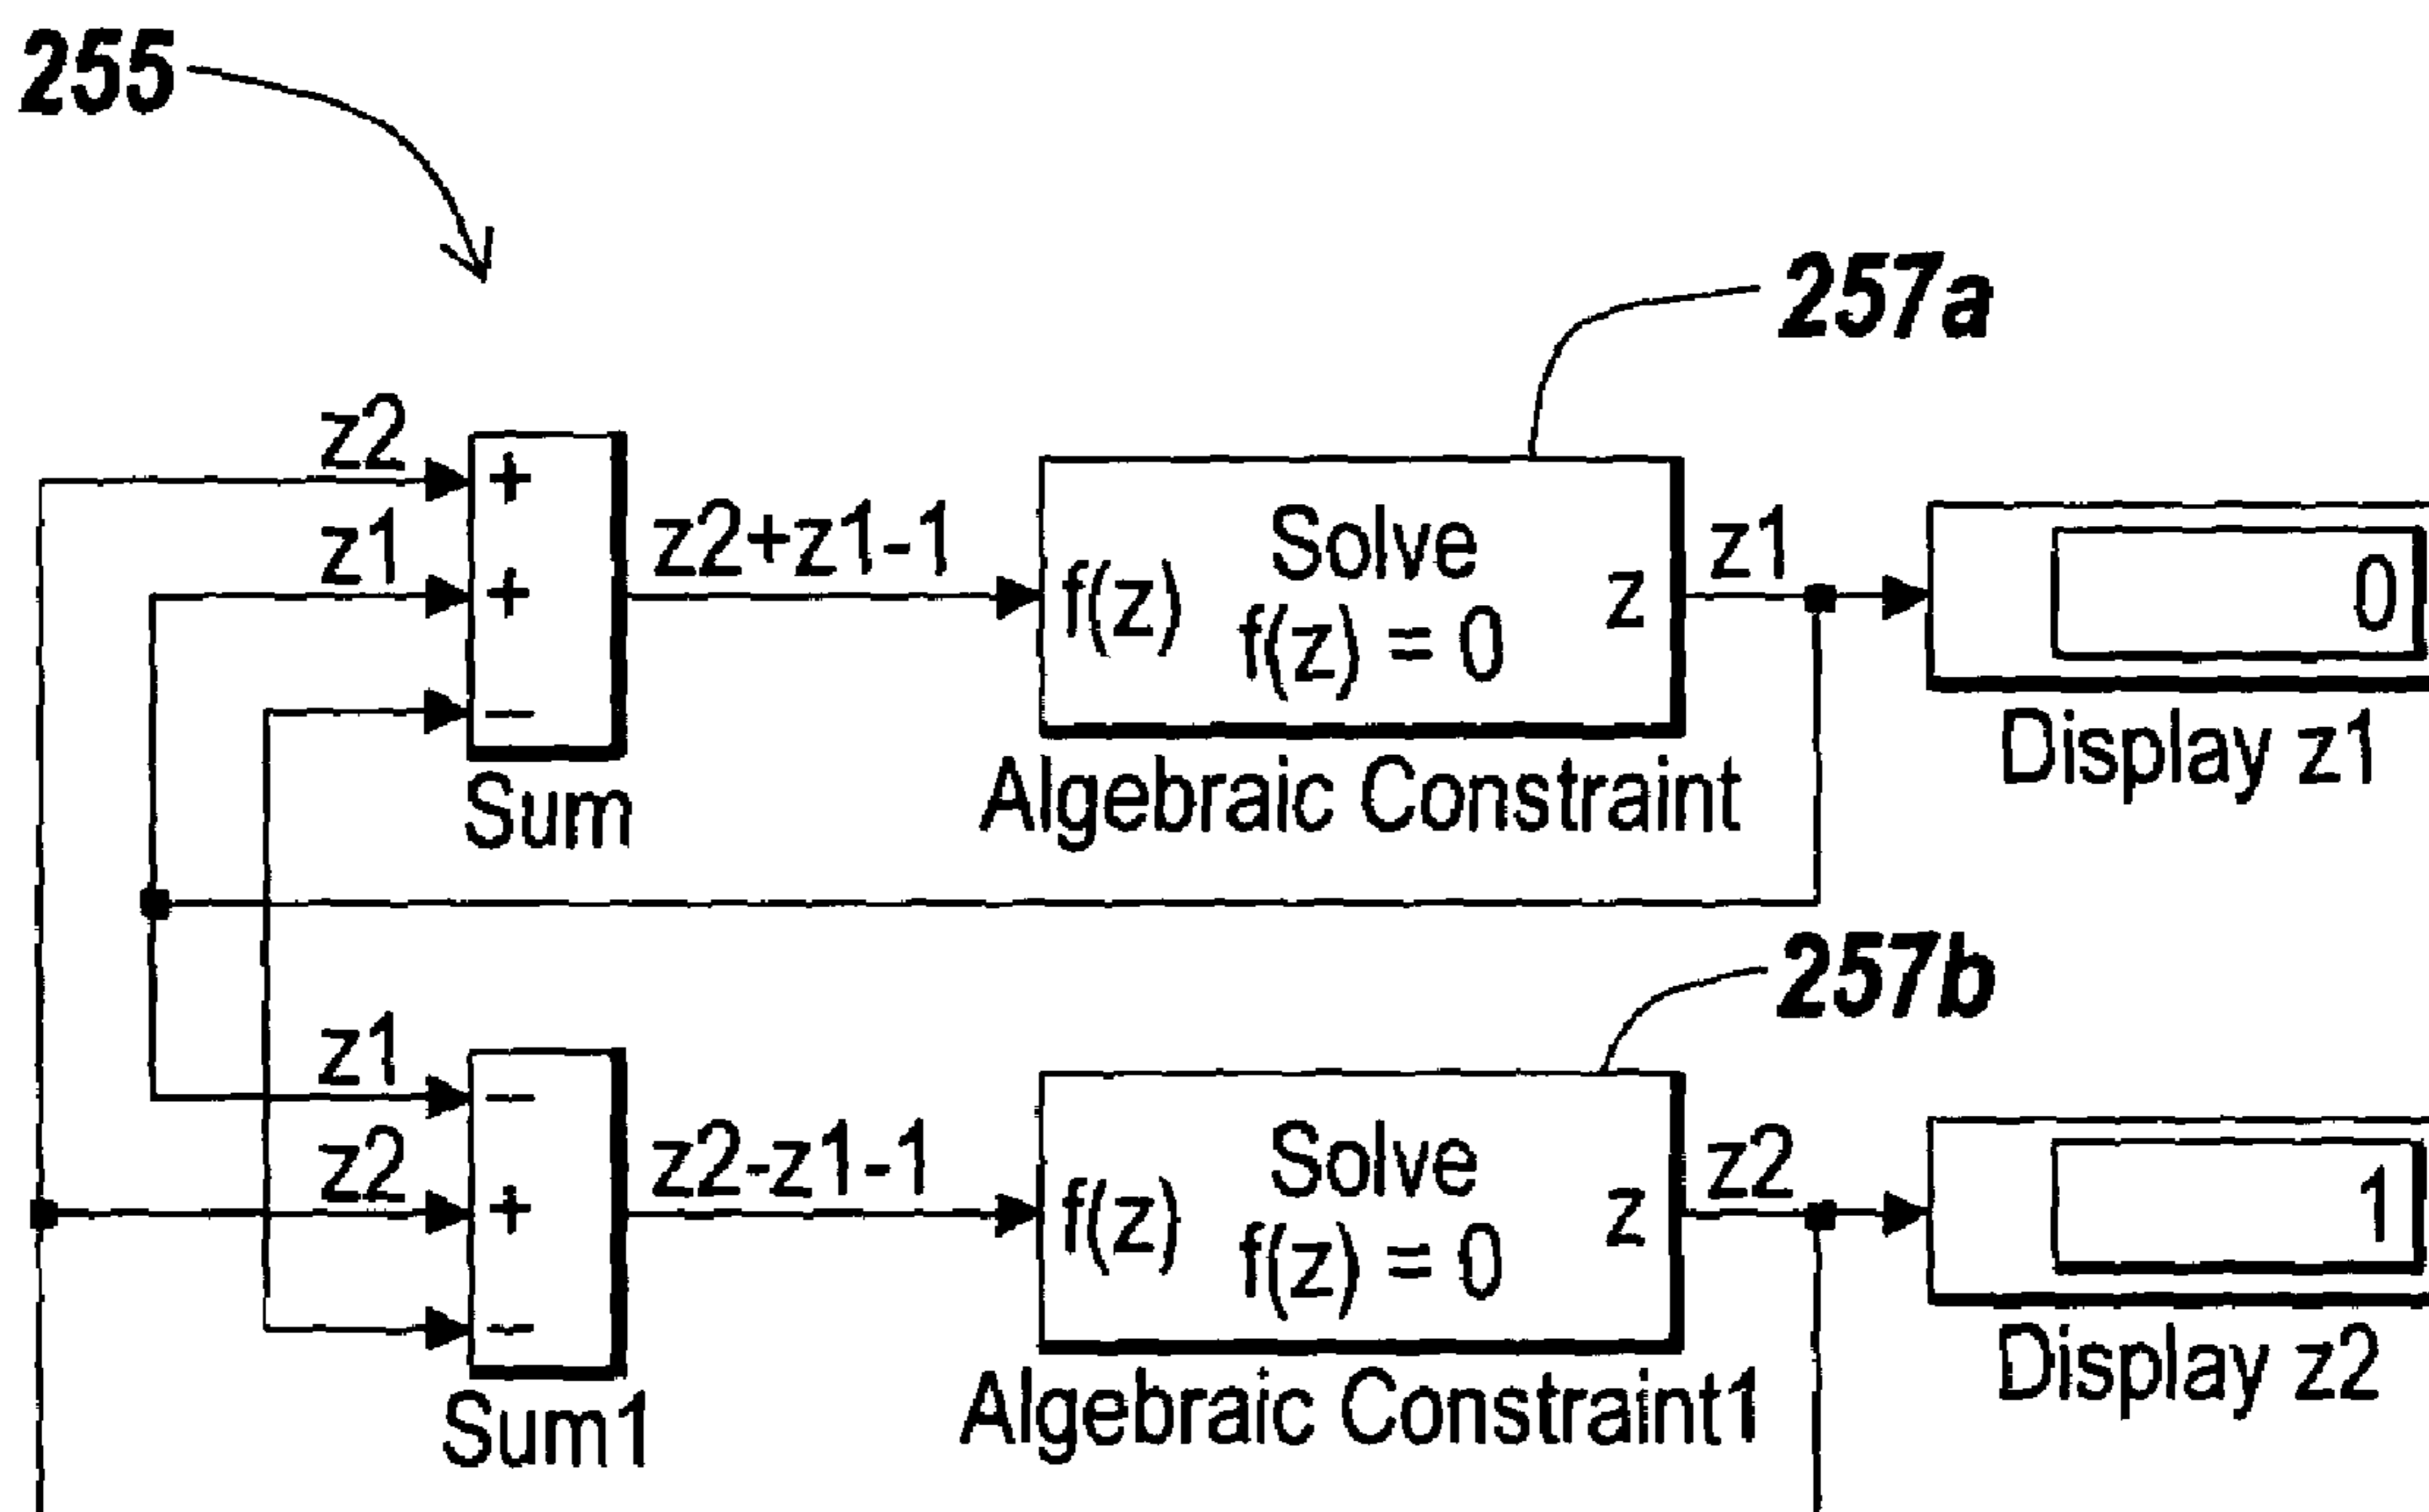 255
257a
z2
+
z1
+
−
Sum
z2+z1-1
f(z)
Solve
f(z) = 0
z
Algebraic Constraint
z1
0
Display z1
257b
z1
−
z2
+
−
Sum1
z2-z1-1
f(z)
Solve
f(z) = 0
z
Algebraic Constraint1
z2
1
Display z2